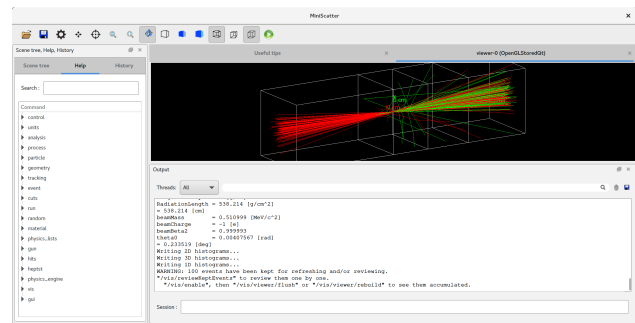 MiniScatter
Scene tree, Help, History
Useful tips
viewer-0 (OpenGLStoredQt)
Scene tree
Help
History
Search :
Command
control
units
analysis
process
particle
geometry
tracking
event
cuts
run
random
material
physics_lists
gun
hits
heptst
physics_engine
vis
gui
5 cm
Output
Threads: All
RadiationLength = 538.214 [g/cm^2]
= 538.214 [cm]
beamMass = 0.510999 [MeV/c^2]
beamCharge = -1 [e]
beamBeta2 = 0.999993
theta0 = 0.00407567 [rad]
= 0.233519 [deg]
Writing 2D histograms...
Writing 3D histograms...
Writing 1D histograms...
WARNING: 100 events have been kept for refreshing and/or reviewing.
"/vis/reviewKeptEvents" to review them one by one.
"/vis/enable", then "/vis/viewer/flush" or "/vis/viewer/rebuild" to see them accumulated.
Session :